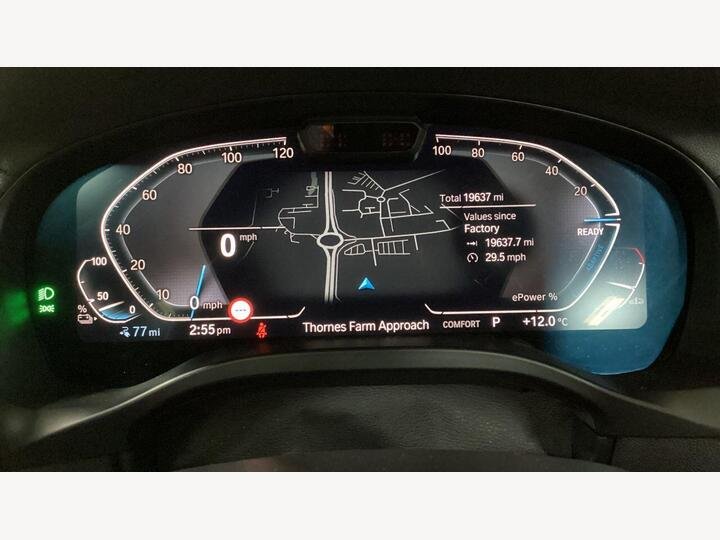 80 100 120
100 80 60 40 20
60
40
20
10
0 mph
0 mph
Total 19637 mi
Values since
Factory
19637.7 mi
29.5 mph
READY
CHARGE
ePower %
100
50
0
%
77 mi
2:55 pm
Thornes Farm Approach
COMFORT P +12.0 °C